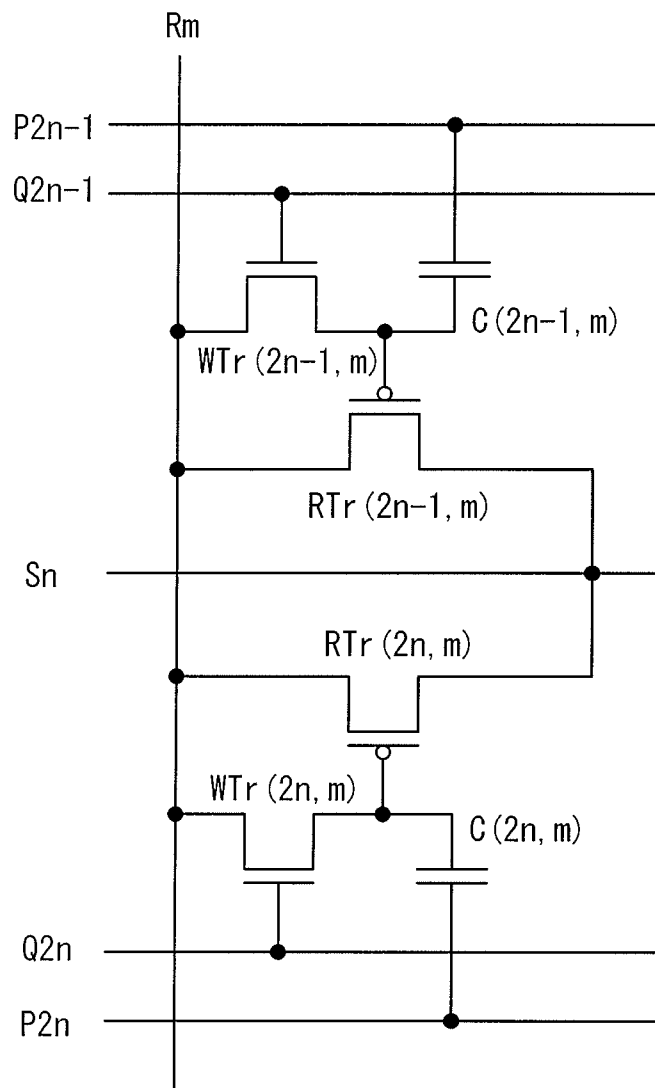 Rm
P2n-1
Q2n-1
C(2n-1,m)
WTr(2n-1,m)
RTr(2n-1,m)
Sn
RTr(2n,m)
WTr(2n,m)
C(2n,m)
Q2n
P2n